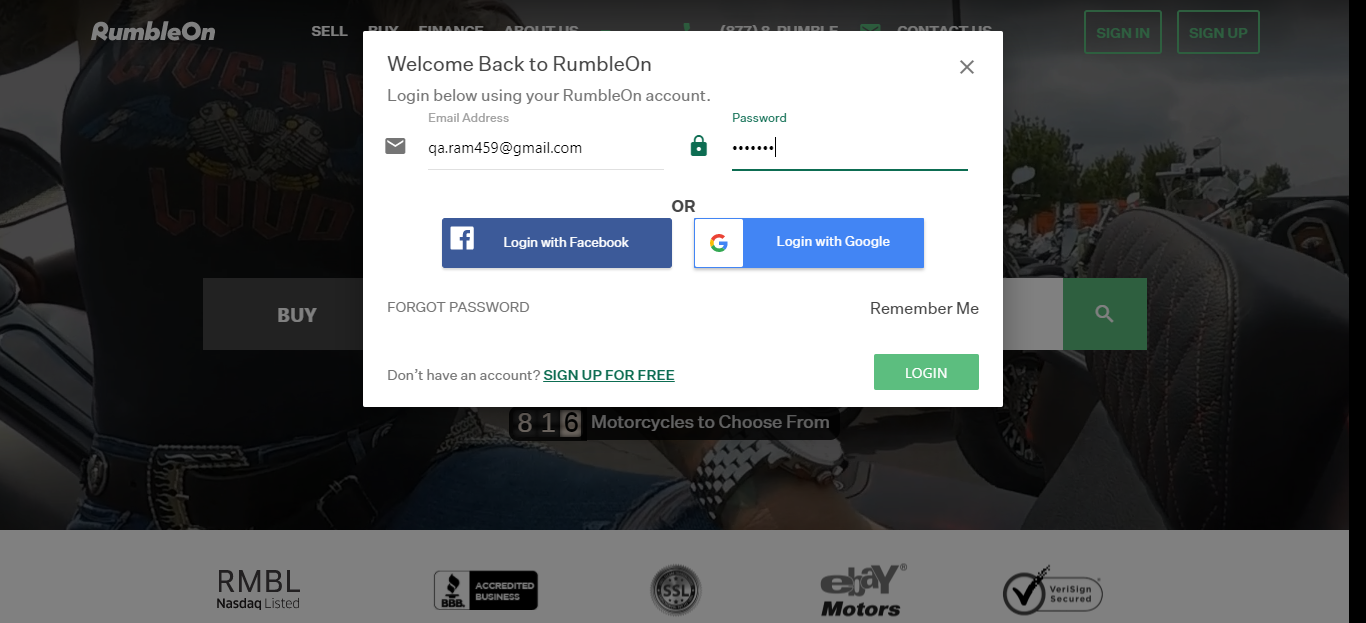 RumbleOn
SELL BUY FINANCE ABOUT US (877) 8-RUMBLE CONTACT US
SIGN IN SIGN UP
Welcome Back to RumbleOn
Login below using your RumbleOn account.
Email Address Password
qa.ram459@gmail.com •••••••
OR
Login with Facebook
Login with Google
BUY
FORGOT PASSWORD
Remember Me
Don't have an account? SIGN UP FOR FREE
LOGIN
816 Motorcycles to Choose From
LIVE
LOUD
RMBL
Nasdaq Listed
BBB.
ACCREDITED
BUSINESS
SSL
ebay®
Motors
VeriSign
Secured